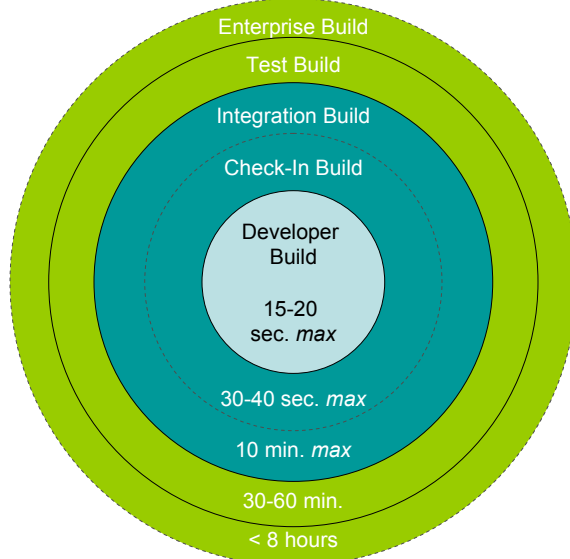 Enterprise Build
Test Build
Integration Build
Check-In Build
Developer
Build
15-20
sec. max
30-40 sec. max
10 min. max
30-60 min.
< 8 hours